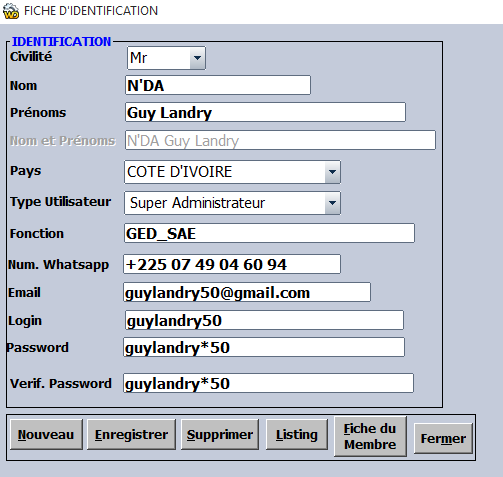 FICHE D'IDENTIFICATION
IDENTIFICATION
Civilité Mr
Nom N'DA
Prénoms Guy Landry
Nom et Prénoms N'DA Guy Landry
Pays COTE D'IVOIRE
Type Utilisateur Super Administrateur
Fonction GED_SAE
Num. Whatsapp +225 07 49 04 60 94
Email guylandry50@gmail.com
Login guylandry50
Password guylandry*50
Verif. Password guylandry*50
Nouveau Enregistrer Supprimer Listing Fiche du Membre Fermer